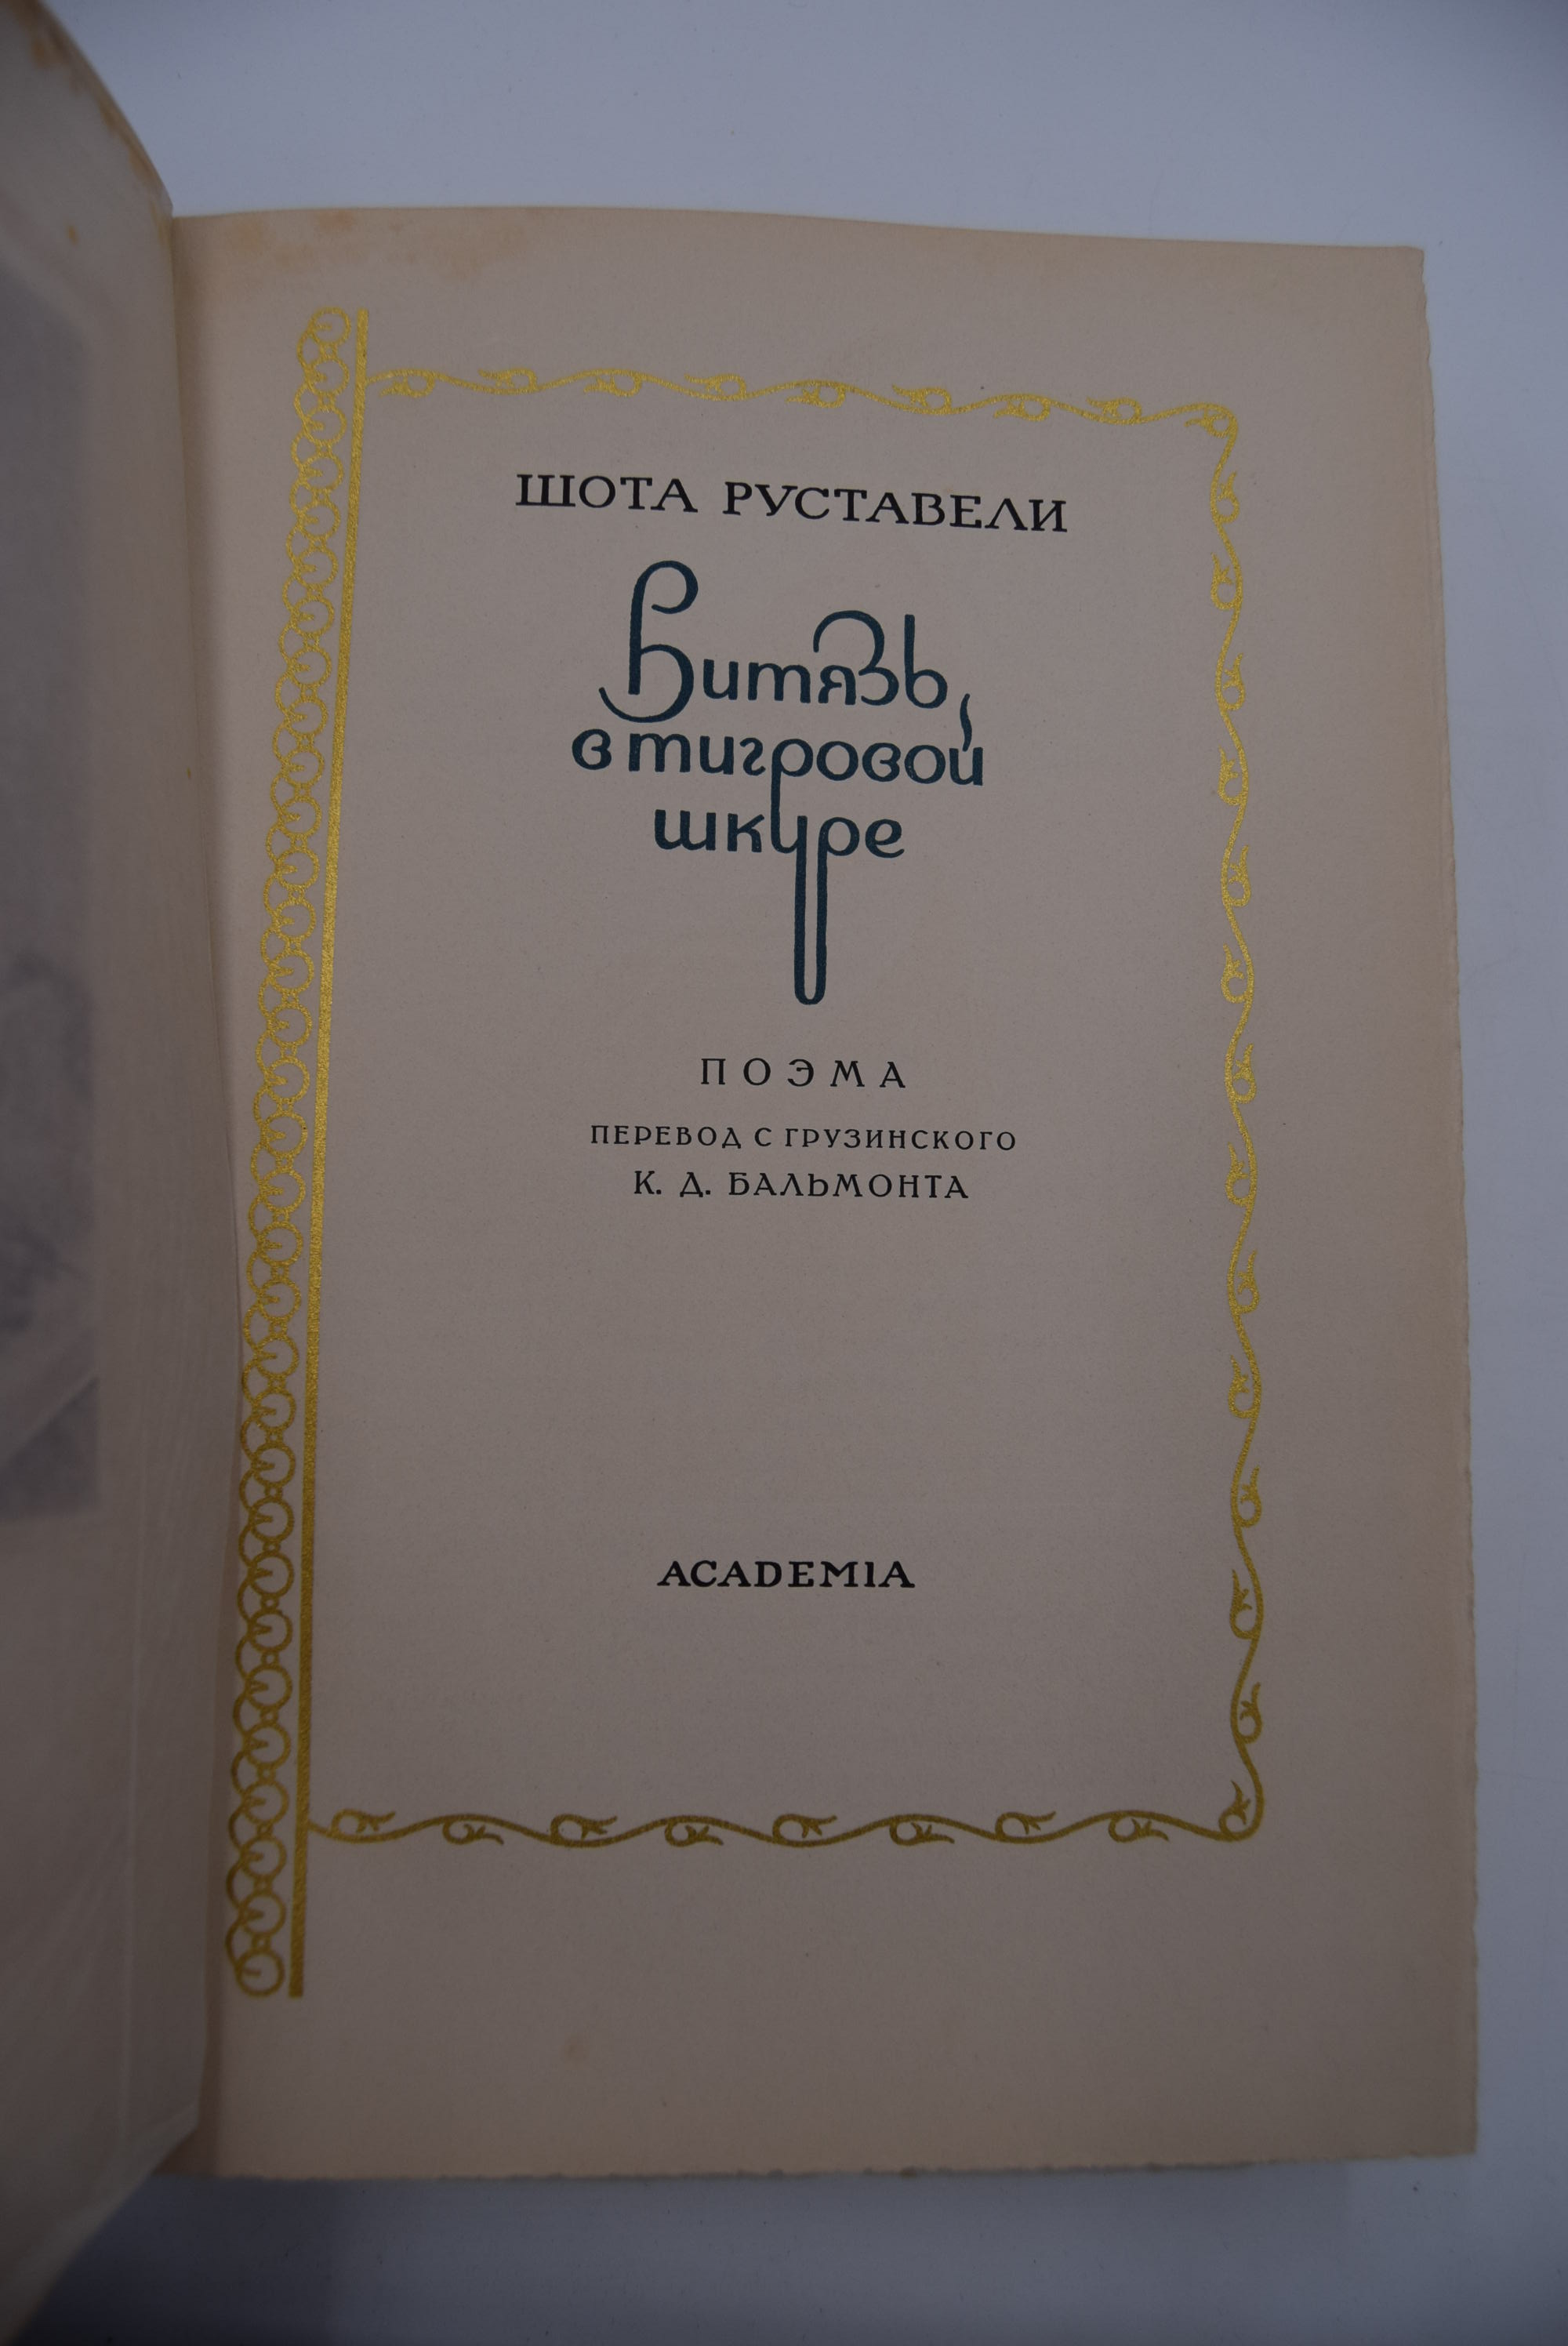 ШОТА РУСТАВЕЛИ
Витязь
в тигровой
шкуре
ПОЭМА
ПЕРЕВОД С ГРУЗИНСКОГО
К. Д. БАЛЬМОНТА
ACADEMIA